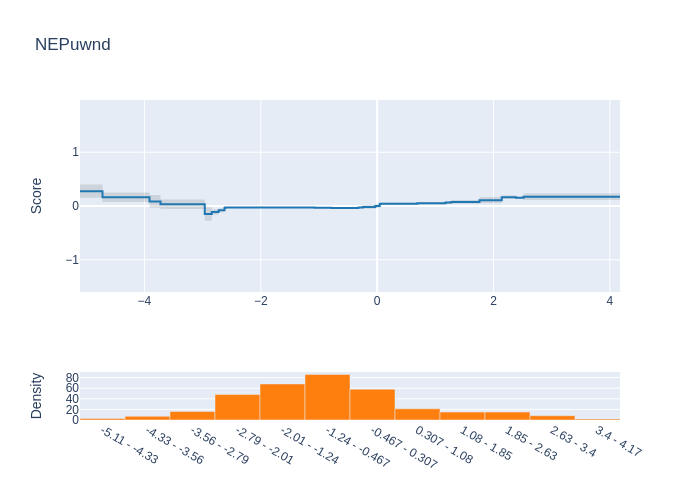 NEPuwnd
Score
1
0
−1
−4
−2
0
2
4
Density
80
60
40
20
0
-5.11 - -4.33
-4.33 - -3.56
-3.56 - -2.79
-2.79 - -2.01
-2.01 - -1.24
-1.24 - -0.467
-0.467 - 0.307
0.307 - 1.08
1.08 - 1.85
1.85 - 2.63
2.63 - 3.4
3.4 - 4.17